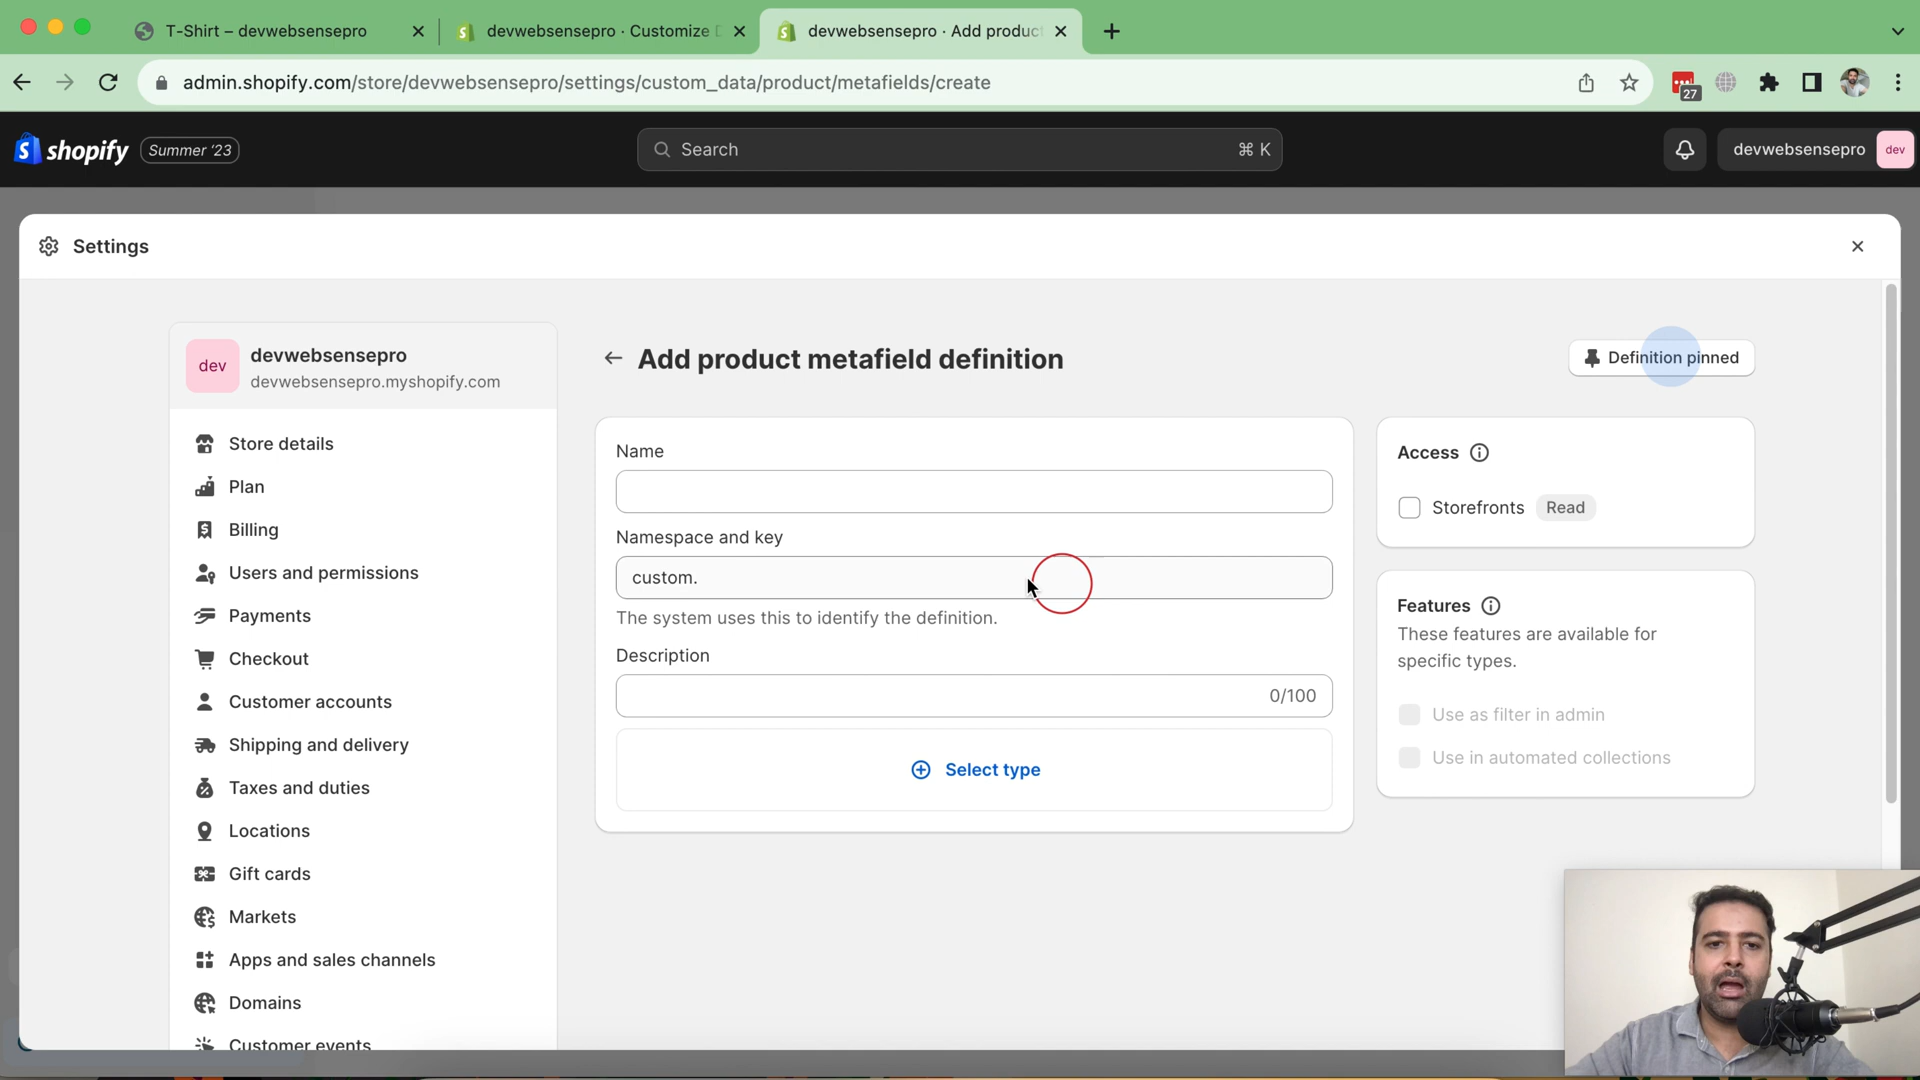 T-Shirt – devwebsensepro
devwebsensepro · Customize
devwebsensepro · Add product
admin.shopify.com/store/devwebsensepro/settings/custom_data/product/metafields/create
27
shopify
Summer '23
Search
⌘ K
devwebsensepro
dev
Settings
dev
devwebsensepro
devwebsensepro.myshopify.com
Store details
Plan
Billing
Users and permissions
Payments
Checkout
Customer accounts
Shipping and delivery
Taxes and duties
Locations
Gift cards
Markets
Apps and sales channels
Domains
Customer events
Add product metafield definition
Definition pinned
Name
Namespace and key
custom.
The system uses this to identify the definition.
Description
0/100
Select type
Access
Storefronts
Read
Features
These features are available for
specific types.
Use as filter in admin
Use in automated collections